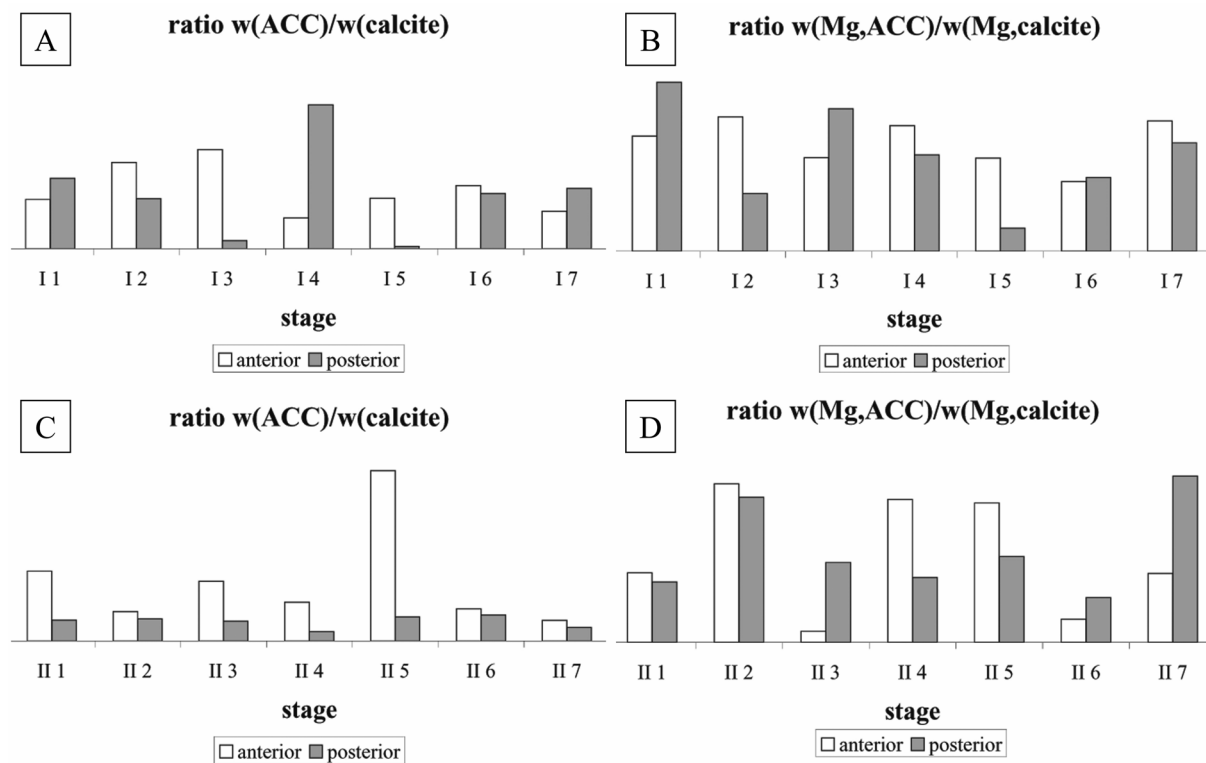 A
ratio w(ACC)/w(calcite)
I 1 I 2 I 3 I 4 I 5 I 6 I 7
stage
anterior posterior
B
ratio w(Mg,ACC)/w(Mg,calcite)
I 1 I 2 I 3 I 4 I 5 I 6 I 7
stage
anterior posterior
C
ratio w(ACC)/w(calcite)
II 1 II 2 II 3 II 4 II 5 II 6 II 7
stage
anterior posterior
D
ratio w(Mg,ACC)/w(Mg,calcite)
II 1 II 2 II 3 II 4 II 5 II 6 II 7
stage
anterior posterior